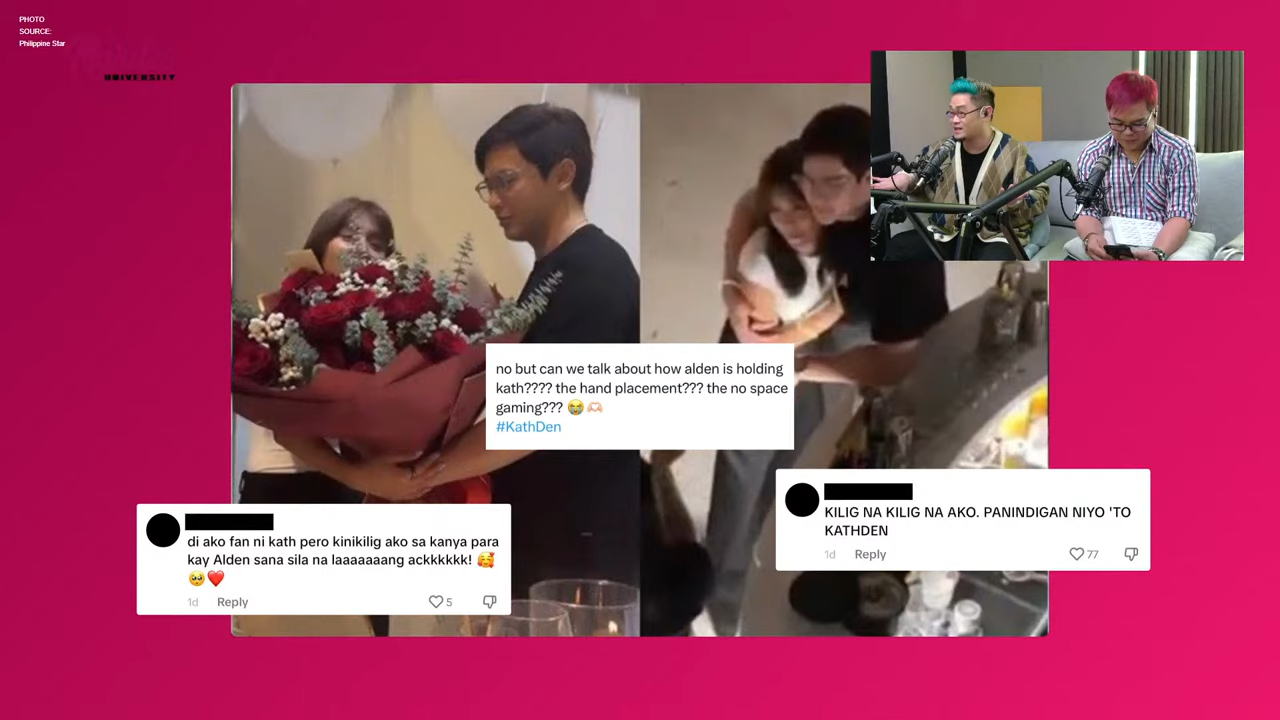 PHOTO
SOURCE:
Philippine Star
UNIVERSITY
no but can we talk about how alden is holding
kath???? the hand placement??? the no space
gaming??? 😭🫶🏻
#KathDen
KILIG NA KILIG NA AKO. PANINDIGAN NIYO 'TO
KATHDEN
1d Reply 77
di ako fan ni kath pero kinikilig ako sa kanya para
kay Alden sana sila na laaaaaaang ackkkkkk! 🥰
🥺❤️
1d Reply 5